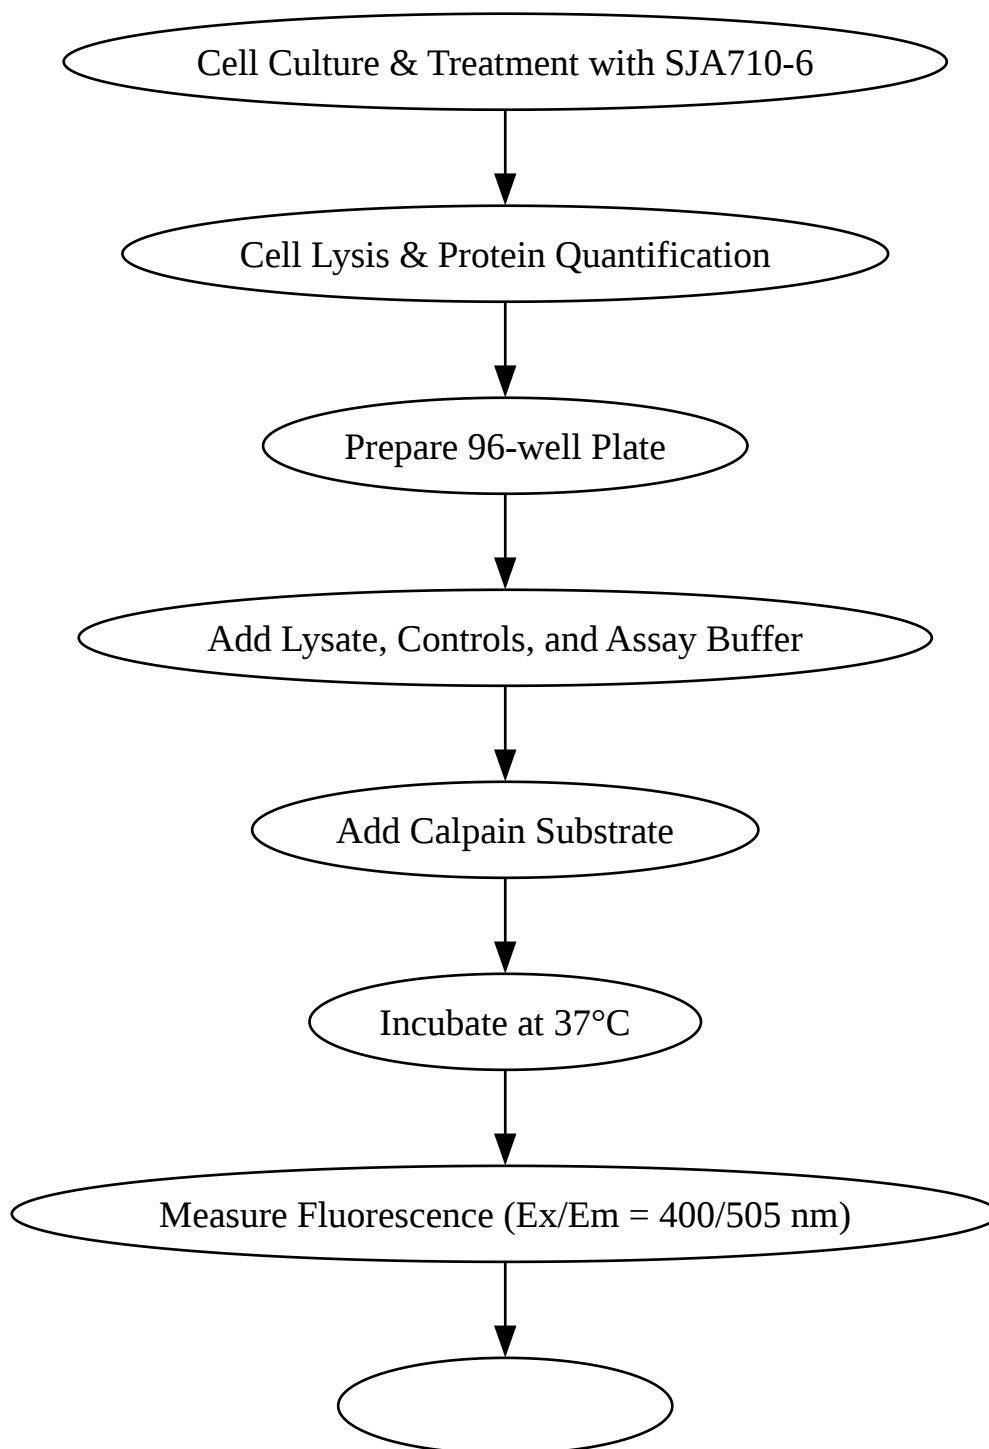 Cell Culture & Treatment with SJA710-6
Cell Lysis & Protein Quantification
Prepare 96-well Plate
Add Lysate, Controls, and Assay Buffer
Add Calpain Substrate
Incubate at 37°C
Measure Fluorescence (Ex/Em = 400/505 nm)